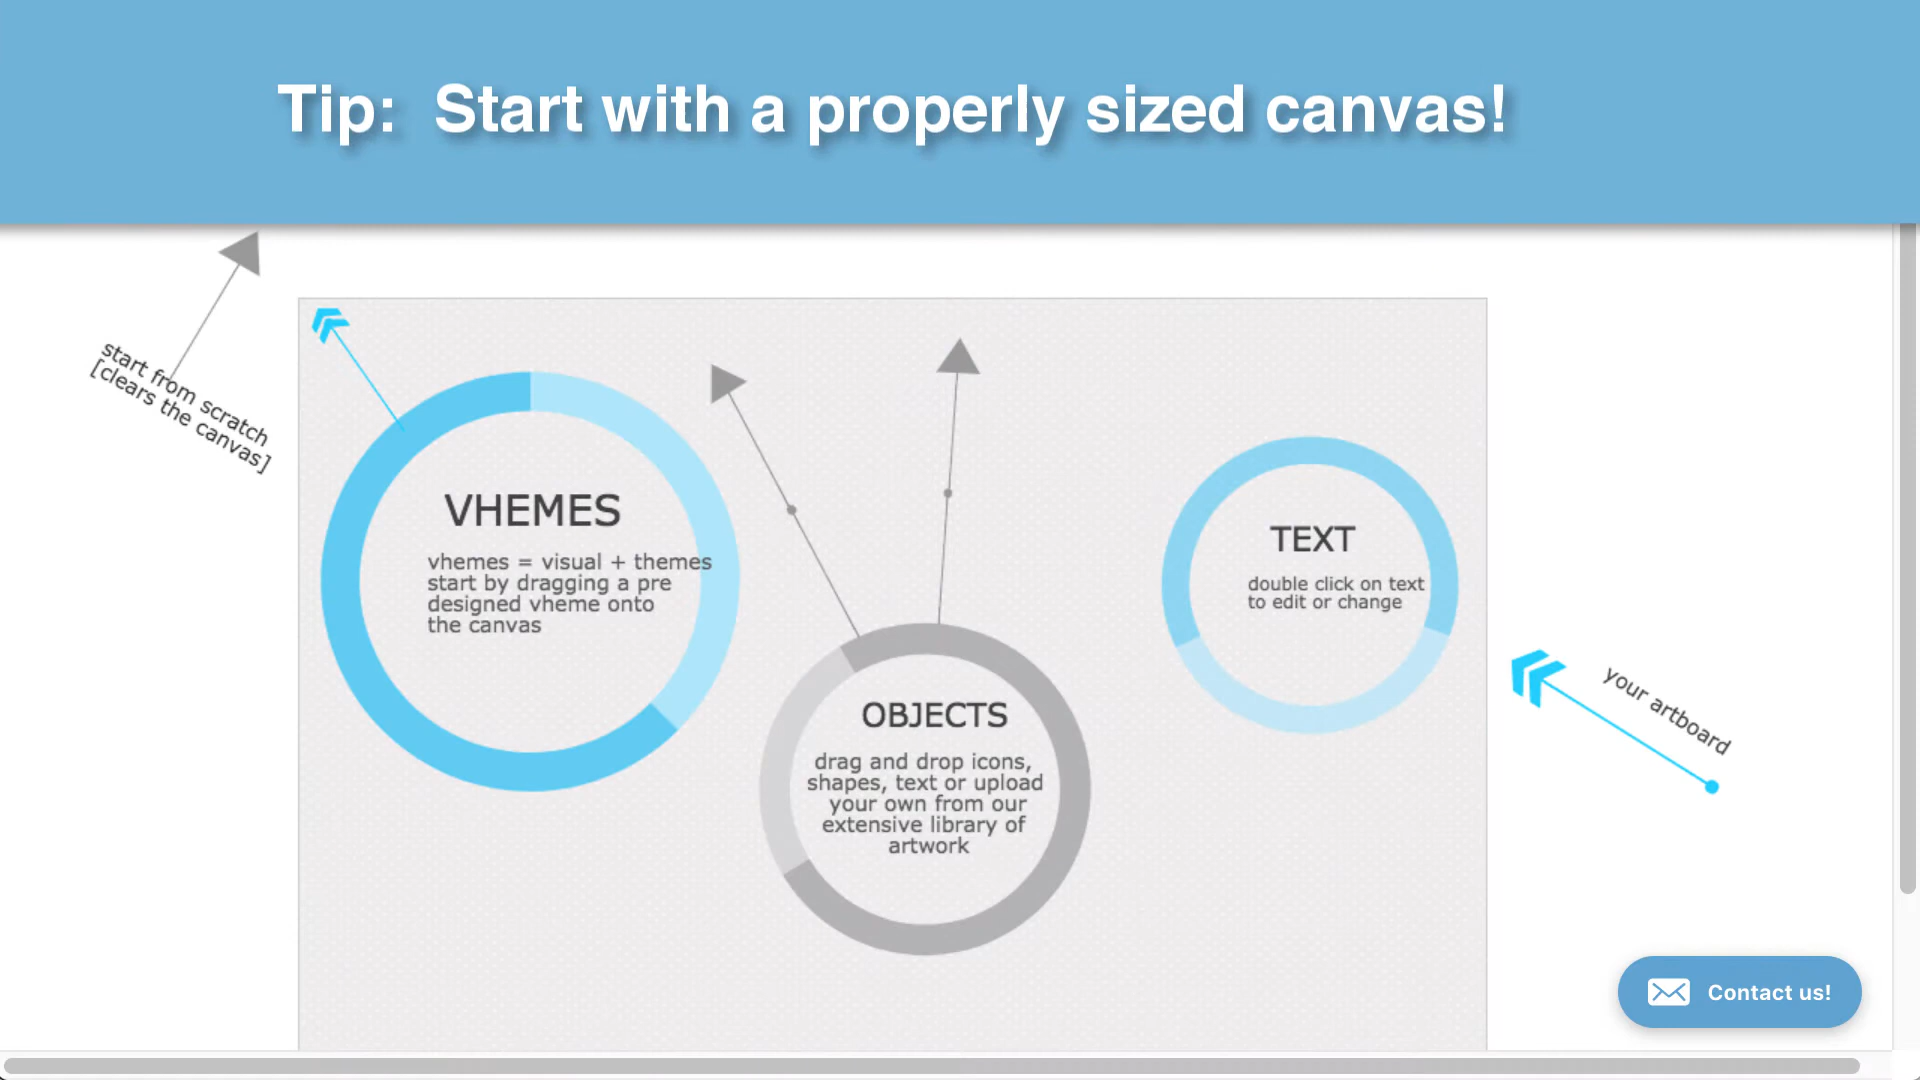 Tip:  Start with a properly sized canvas!
start from scratch
[clears the canvas]
VHEMES
vhemes = visual + themes
start by dragging a pre
designed vheme onto
the canvas
OBJECTS
drag and drop icons,
shapes, text or upload
your own from our
extensive library of
artwork
TEXT
double click on text
to edit or change
your artboard
Contact us!